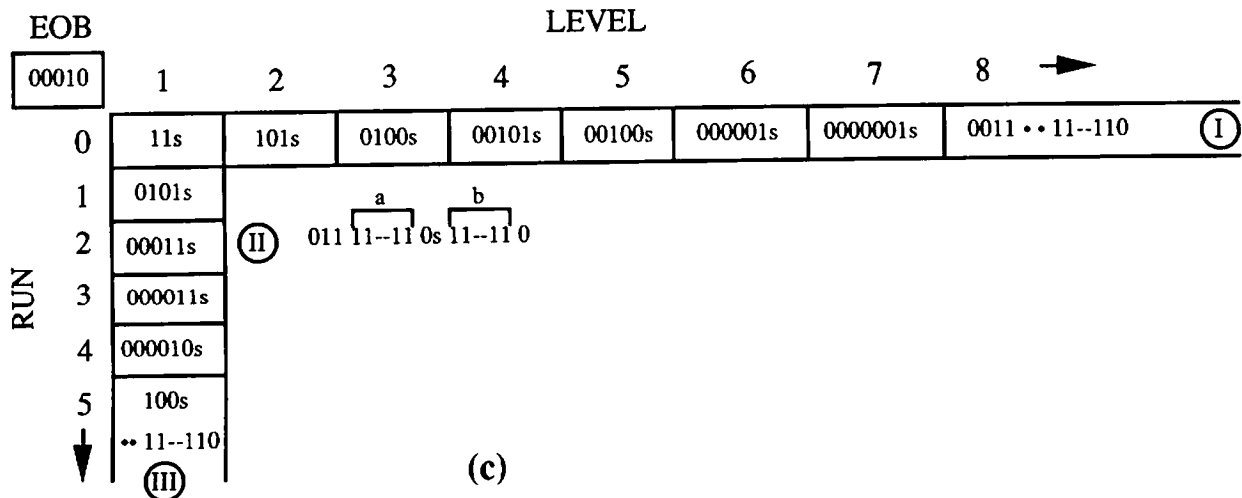 EOB LEVEL
00010 1 2 3 4 5 6 7 8
0 11s 101s 0100s 00101s 00100s 000001s 0000001s 0011 •• 11--110 I
1 0101s a b
2 00011s II 011 11--11 0s 11--11 0
3 000011s
4 000010s
5 100s
•• 11--110
III
RUN
(c)